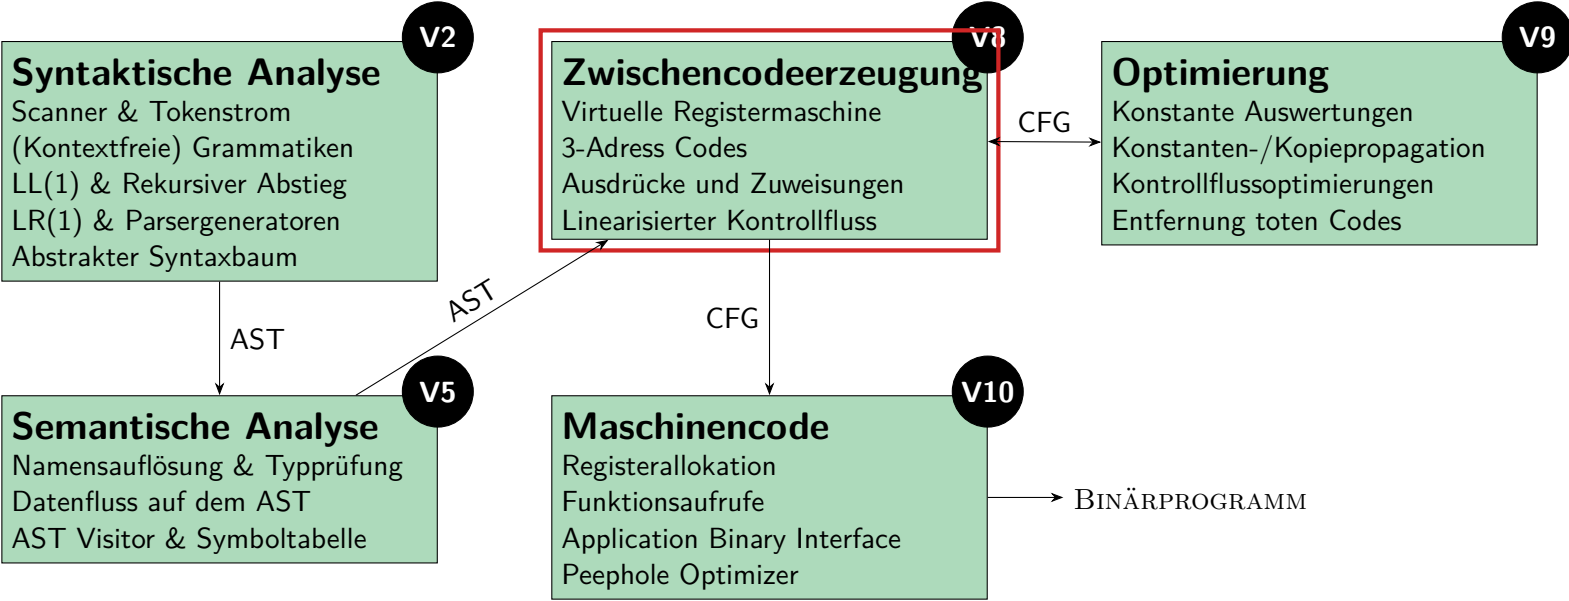 V2
Syntaktische Analyse
Scanner & Tokenstrom
(Kontextfreie) Grammatiken
LL(1) & Rekursiver Abstieg
LR(1) & Parsergeneratoren
Abstrakter Syntaxbaum
AST
V5
Semantische Analyse
Namensauflösung & Typprüfung
Datenfluss auf dem AST
AST Visitor & Symboltabelle
AST
V8
Zwischencodeerzeugung
Virtuelle Registermaschine
3-Adress Codes
Ausdrücke und Zuweisungen
Linearisierter Kontrollfluss
CFG
V9
Optimierung
Konstante Auswertungen
Konstanten-/Kopiepropagation
Kontrollflussoptimierungen
Entfernung toten Codes
CFG
V10
Maschinencode
Registerallokation
Funktionsaufrufe
Application Binary Interface
Peephole Optimizer
BINÄRPROGRAMM